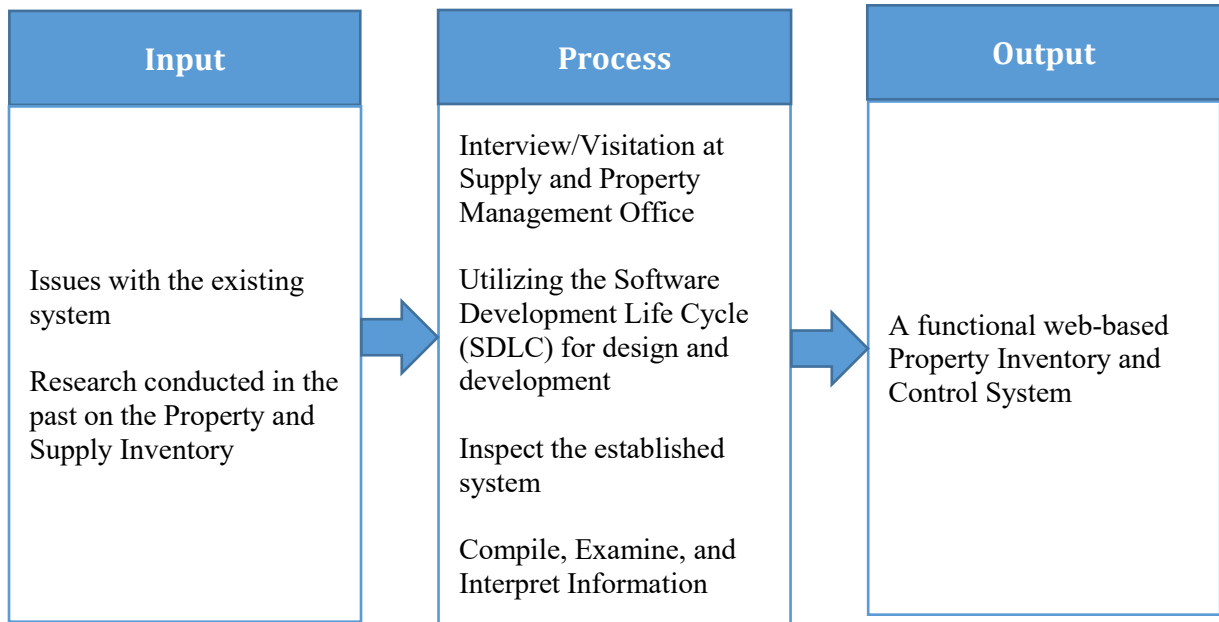 Input
Issues with the existing
system
Research conducted in the
past on the Property and
Supply Inventory
Process
Interview/Visitation at
Supply and Property
Management Office
Utilizing the Software
Development Life Cycle
(SDLC) for design and
development
Inspect the established
system
Compile, Examine, and
Interpret Information
Output
A functional web-based
Property Inventory and
Control System